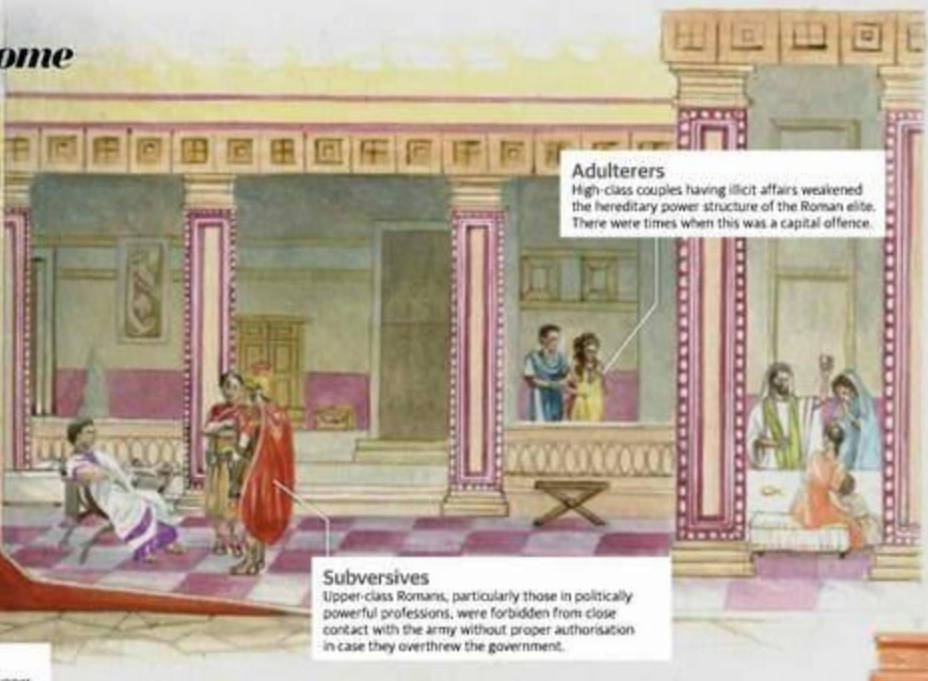 ome
Adulterers
High-class couples having illicit affairs weakened
the hereditary power structure of the Roman elite.
There were times when this was a capital offence.
Subversives
Upper-class Romans, particularly those in politically
powerful professions, were forbidden from close
contact with the army without proper authorisation
in case they overthrew the government.